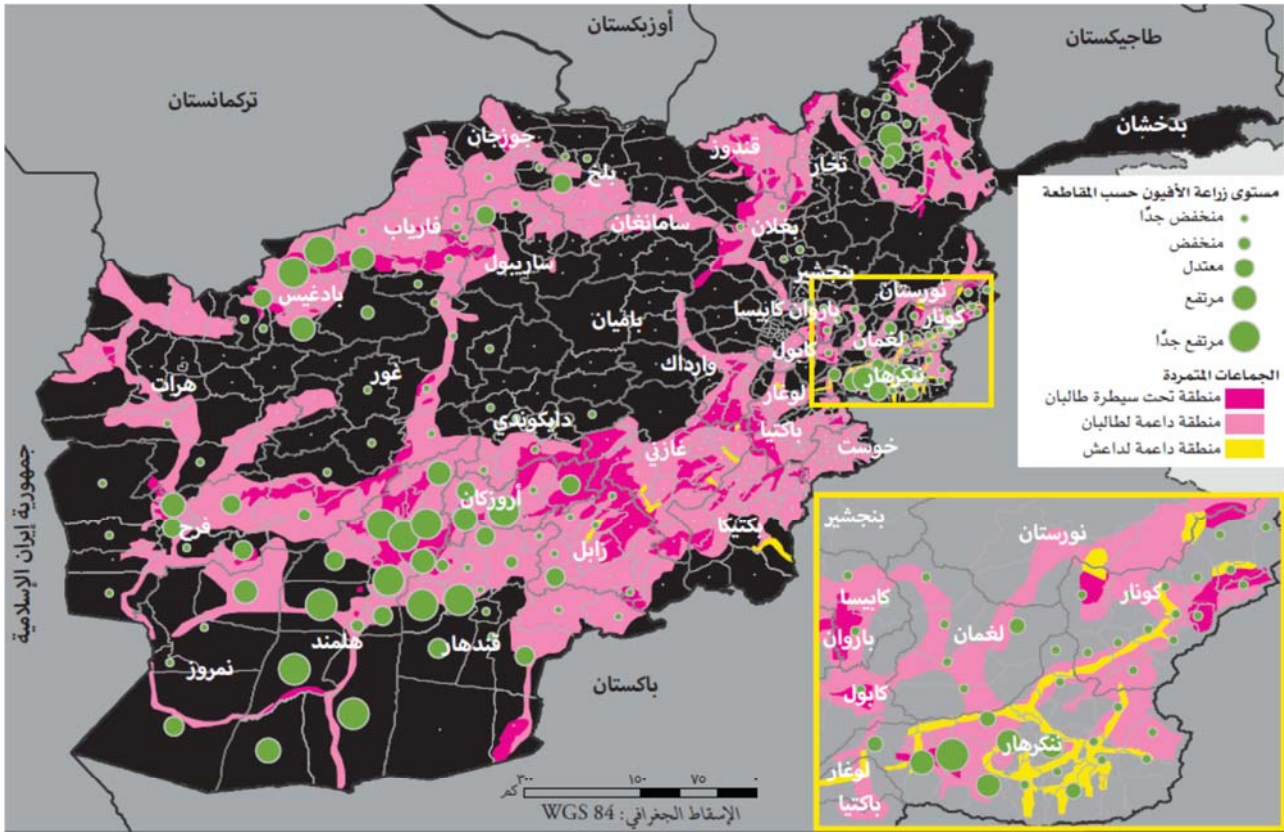 أوزبكستان
طاجيكستان
تركمانستان
بدخشان
جوزجان
قندوز
تخار
بلخ
فارياب
سامانغان
بغلان
ساريبول
بنجشير
بادغيس
نورستان
باروان كابيسا
كونار
باميان
لغمان
كابول
وارداك
هرات
غور
ننكرهار
لوغار
دايكوندي
باكتيا
غازني
خوست
أروزكان
فرح
بكتيكا
زابل
هلمند
قندهار
نمروز
باكستان
جمهورية إيران الإسلامية
مستوى زراعة الأفيون حسب المقاطعة
منخفض جدًا
منخفض
معتدل
مرتفع
مرتفع جدًا
الجماعات المتمردة
منطقة تحت سيطرة طالبان
منطقة داعمة لطالبان
منطقة داعمة لداعش
بنجشير
نورستان
كابيسا
كونار
باروان
لغمان
كابول
ننكرهار
لوغار
باكتيا
٣٠٠ ١٥٠ ٧٥ ٠
كم
الإسقاط الجغرافي: WGS 84